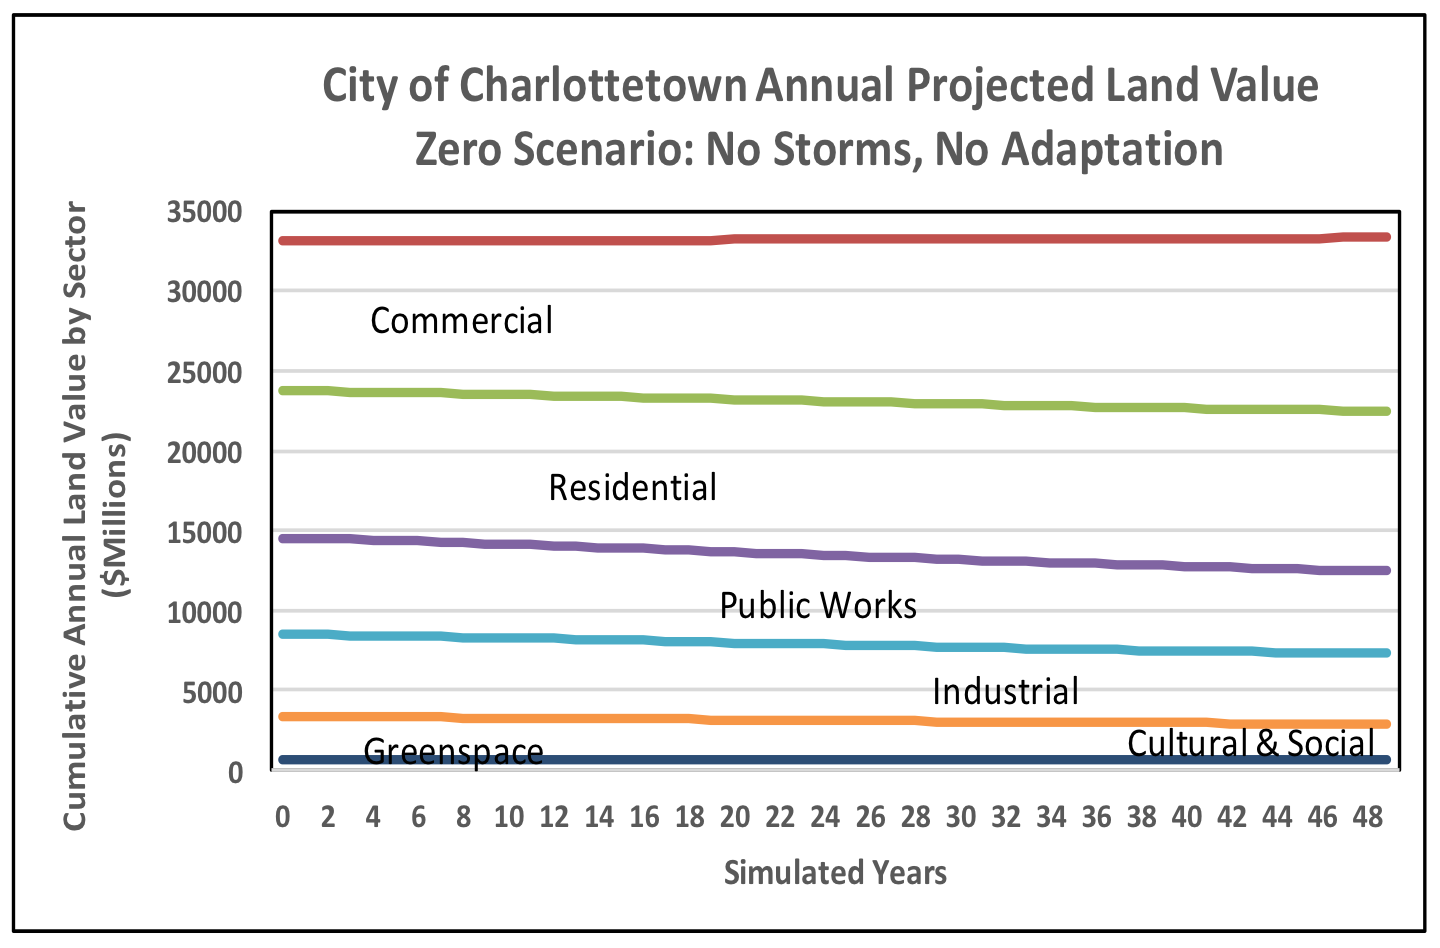 City of Charlottetown Annual Projected Land Value
Zero Scenario: No Storms, No Adaptation
Cumulative Annual Land Value by Sector
($Millions)
35000
30000
25000
20000
15000
10000
5000
0
Commercial
Residential
Public Works
Industrial
Greenspace
Cultural & Social
0 2 4 6 8 10 12 14 16 18 20 22 24 26 28 30 32 34 36 38 40 42 44 46 48
Simulated Years